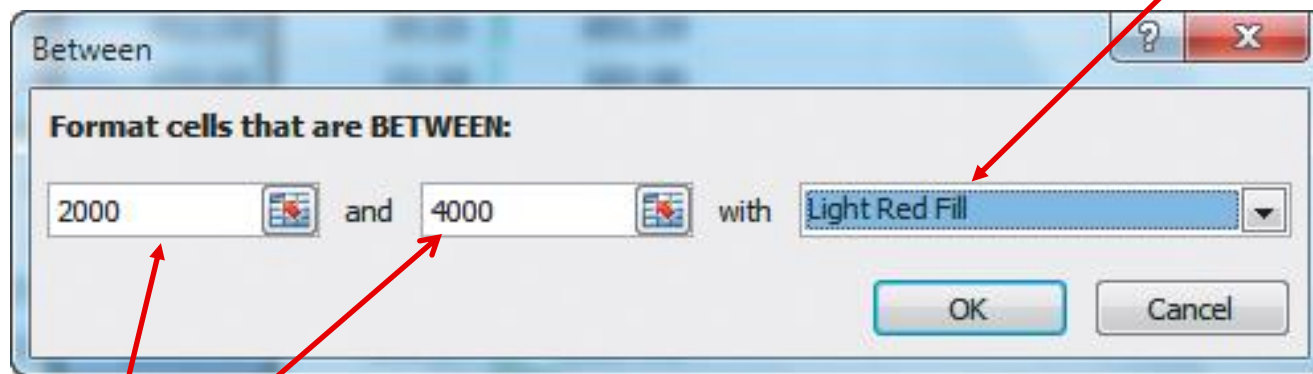 Between
?
X
Format cells that are BETWEEN:
2000 and 4000 with Light Red Fill
OK Cancel